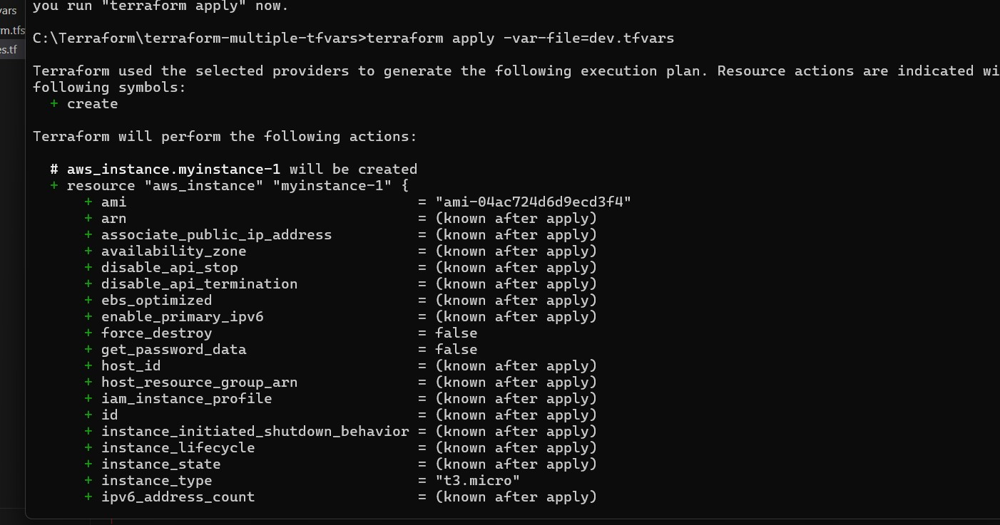 you run "terraform apply" now.
C:\Terraform\terraform-multiple-tfvars>terraform apply -var-file=dev.tfvars
Terraform used the selected providers to generate the following execution plan. Resource actions are indicated wi
following symbols:
+ create
Terraform will perform the following actions:
# aws_instance.myinstance-1 will be created
+ resource "aws_instance" "myinstance-1" {
+ ami = "ami-04ac724d6d9ecd3f4"
+ arn = (known after apply)
+ associate_public_ip_address = (known after apply)
+ availability_zone = (known after apply)
+ disable_api_stop = (known after apply)
+ disable_api_termination = (known after apply)
+ ebs_optimized = (known after apply)
+ enable_primary_ipv6 = (known after apply)
+ force_destroy = false
+ get_password_data = false
+ host_id = (known after apply)
+ host_resource_group_arn = (known after apply)
+ iam_instance_profile = (known after apply)
+ id = (known after apply)
+ instance_initiated_shutdown_behavior = (known after apply)
+ instance_lifecycle = (known after apply)
+ instance_state = (known after apply)
+ instance_type = "t3.micro"
+ ipv6_address_count = (known after apply)
vars
m.tfs
es.tf